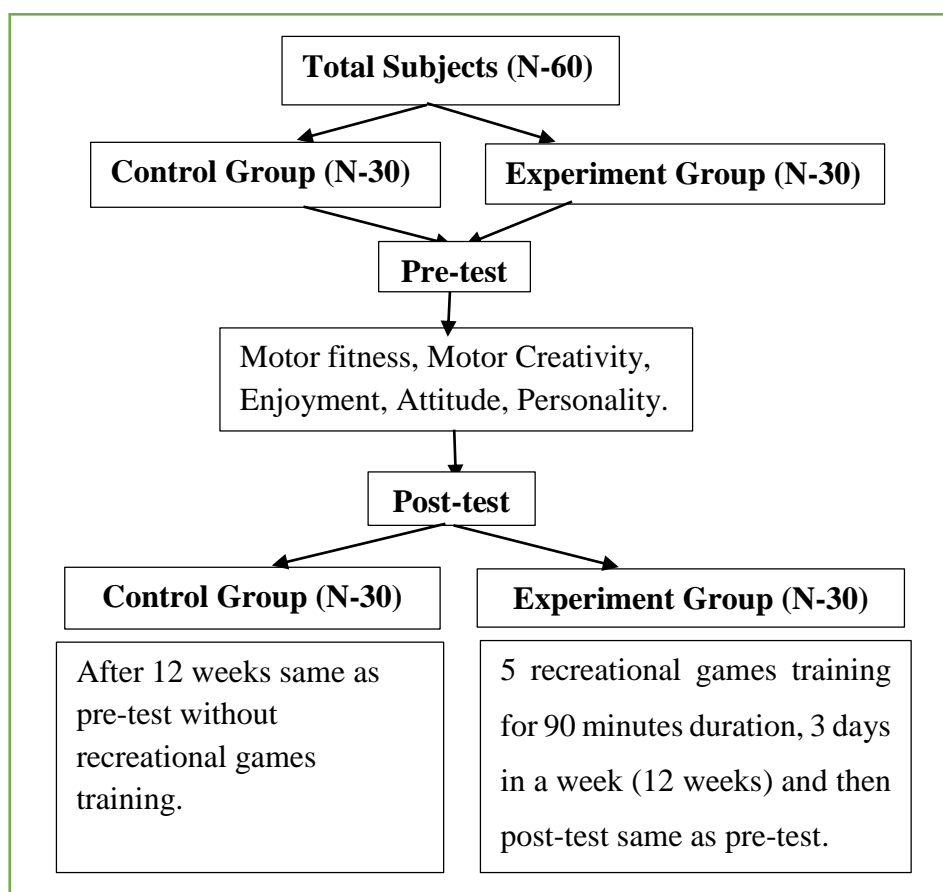 Total Subjects (N-60)
Control Group (N-30)
Experiment Group (N-30)
Pre-test
Motor fitness, Motor Creativity,
Enjoyment, Attitude, Personality.
Post-test
Control Group (N-30)
Experiment Group (N-30)
After 12 weeks same as
pre-test without
recreational games
training.
5 recreational games training
for 90 minutes duration, 3 days
in a week (12 weeks) and then
post-test same as pre-test.